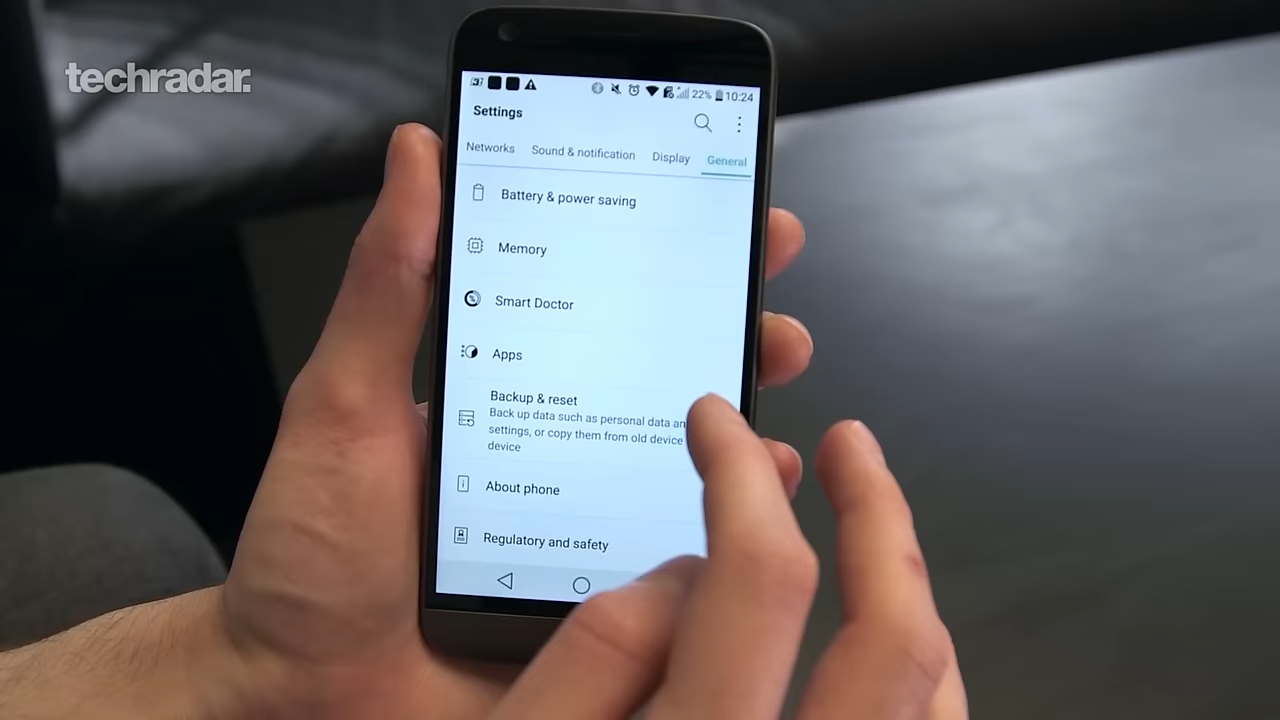 techradar.
22% 10:24
Settings
Networks Sound & notification Display General
Battery & power saving
Memory
Smart Doctor
Apps
Backup & reset
Back up data such as personal data
settings, or copy them from old device
device
About phone
Regulatory and safety